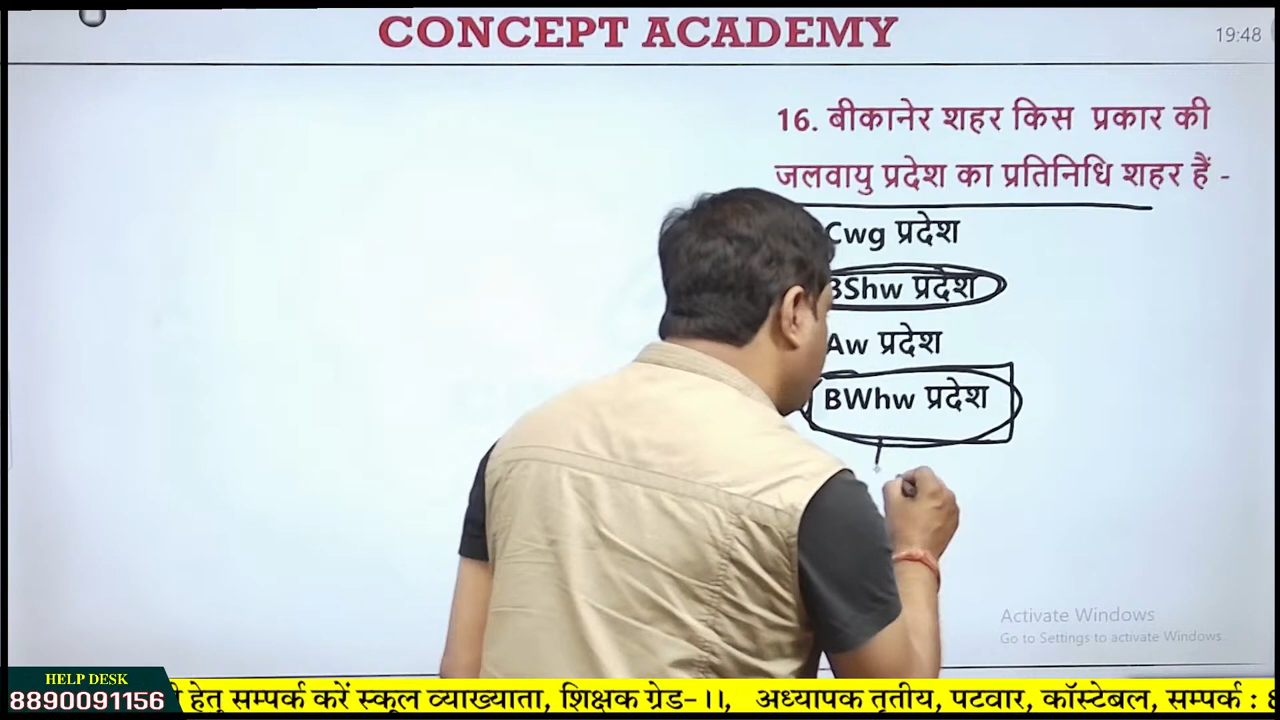 CONCEPT ACADEMY
19:48
16. बीकानेर शहर किस प्रकार की
जलवायु प्रदेश का प्रतिनिधि शहर हैं -
Cwg प्रदेश
BShw प्रदेश
Aw प्रदेश
BWhw प्रदेश
Activate Windows
Go to Settings to activate Windows.
HELP DESK
8890091156
हेतु सम्पर्क करें स्कूल व्याख्याता, शिक्षक ग्रेड-।।, अध्यापक तृतीय, पटवार, कॉस्टेबल, सम्पर्क : 8